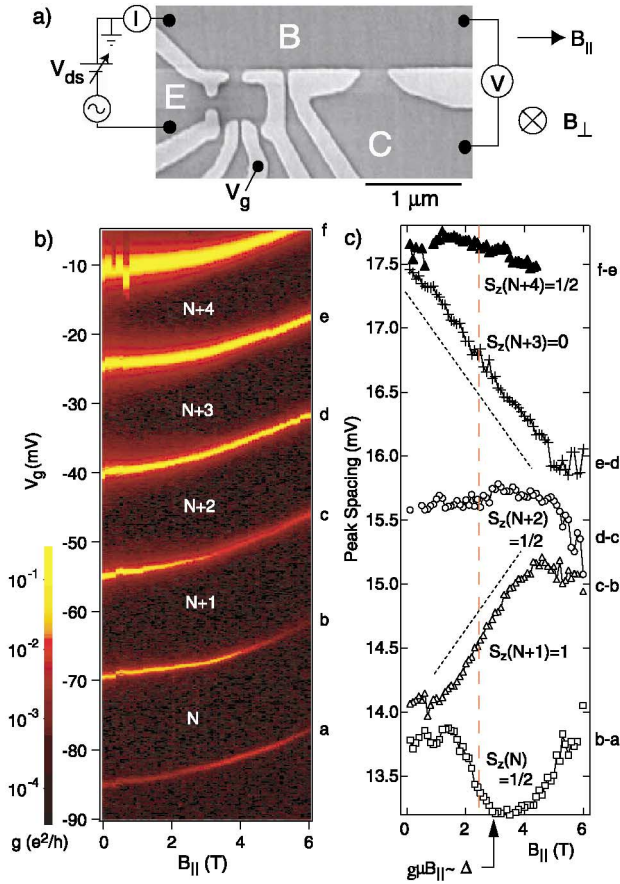 a)
I
V_ds
E
B
C
V_g
V
B_||
B_⊥
1 μm
b)
f
-10
N+4
e
-20
N+3
-30
d
-40
N+2
c
-50
N+1
-60
b
-70
N
a
-80
-90
V_g (mV)
0 2 4 6
B_|| (T)
10^-1
10^-2
10^-3
10^-4
g (e^2/h)
c)
17.5
f-e
S_z(N+4)=1/2
S_z(N+3)=0
17.0
16.5
16.0
e-d
15.5
S_z(N+2)
=1/2
d-c
15.0
c-b
14.5
S_z(N+1)=1
14.0
b-a
13.5
S_z(N)
=1/2
Peak Spacing (mV)
0 2 4 6
B_|| (T)
gμB_||~ Δ